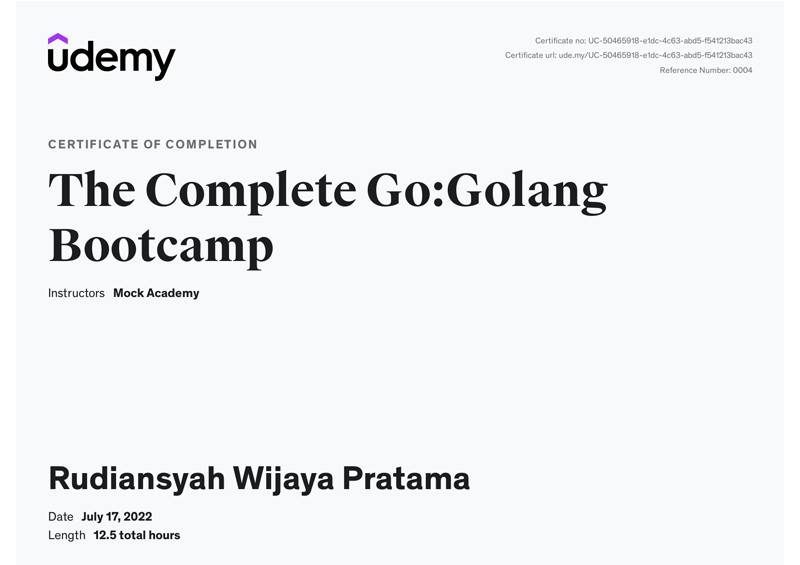 udemy
Certificate no: UC-50465918-e1dc-4c63-abd5-f541213bac43
Certificate url: ude.my/UC-50465918-e1dc-4c63-abd5-f541213bac43
Reference Number: 0004
CERTIFICATE OF COMPLETION
The Complete Go:Golang
Bootcamp
Instructors Mock Academy
Rudiansyah Wijaya Pratama
Date July 17, 2022
Length 12.5 total hours